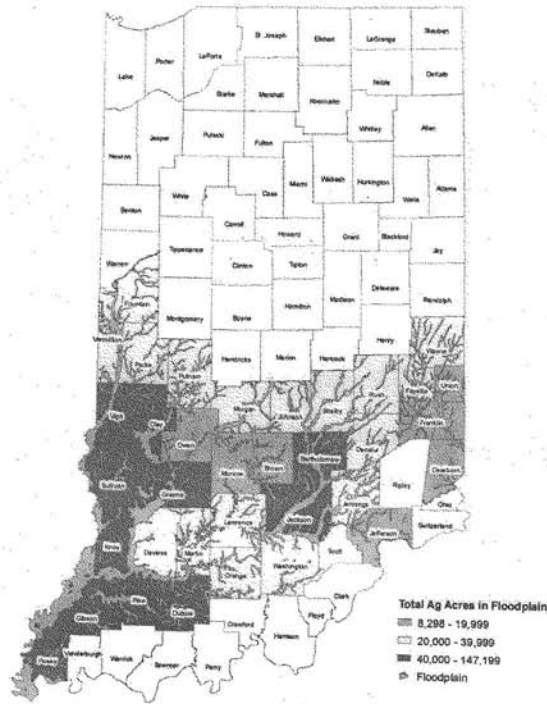 St Joseph
Elkhart
LaGrange
Steuben
Lake
Porter
LaPorte
Noble
DeKalb
Starke
Marshall
Kosciusko
Whitley
Allen
Newton
Jasper
Pulaski
Fulton
Miami
Wabash
Huntington
Wells
Adams
White
Cass
Benton
Carroll
Howard
Grant
Blackford
Jay
Warren
Tippecanoe
Clinton
Tipton
Delaware
Randolph
Fountain
Montgomery
Boone
Hamilton
Madison
Henry
Wayne
Vermillion
Parke
Putnam
Hendricks
Marion
Hancock
Fayette
Union
Morgan
Johnson
Shelby
Rush
Franklin
Vigo
Clay
Owen
Monroe
Brown
Bartholomew
Decatur
Dearborn
Ripley
Ohio
Sullivan
Greene
Jackson
Jennings
Switzerland
Jefferson
Lawrence
Knox
Daviess
Martin
Orange
Washington
Scott
Clark
Floyd
Harrison
Crawford
Pike
Dubois
Gibson
Posey
Vanderburgh
Warrick
Spencer
Perry
Total Ag Acres in Floodplain
8,298 - 19,999
20,000 - 39,999
40,000 - 147,199
Floodplain